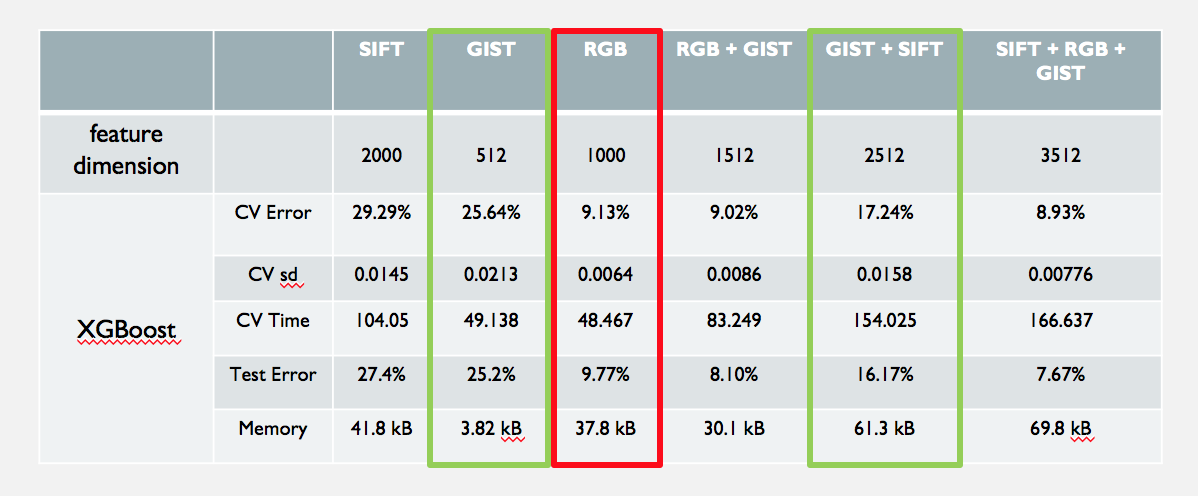 SIFT GIST RGB RGB + GIST GIST + SIFT SIFT + RGB +
GIST
feature
dimension
2000 512 1000 1512 2512 3512
XGBoost
CV Error 29.29% 25.64% 9.13% 9.02% 17.24% 8.93%
CV sd 0.0145 0.0213 0.0064 0.0086 0.0158 0.00776
CV Time 104.05 49.138 48.467 83.249 154.025 166.637
Test Error 27.4% 25.2% 9.77% 8.10% 16.17% 7.67%
Memory 41.8 kB 3.82 kB 37.8 kB 30.1 kB 61.3 kB 69.8 kB